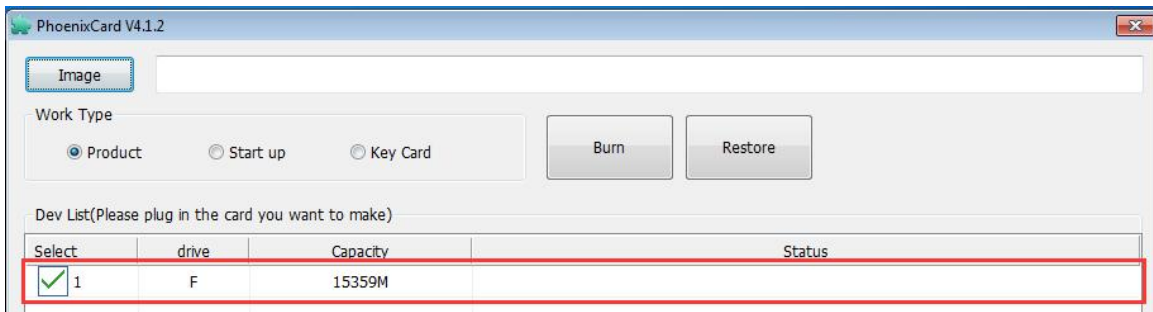 PhoenixCard V4.1.2
Image
Work Type
Product Start up Key Card Burn Restore
Dev List(Please plug in the card you want to make)
Select drive Capacity Status
1 F 15359M